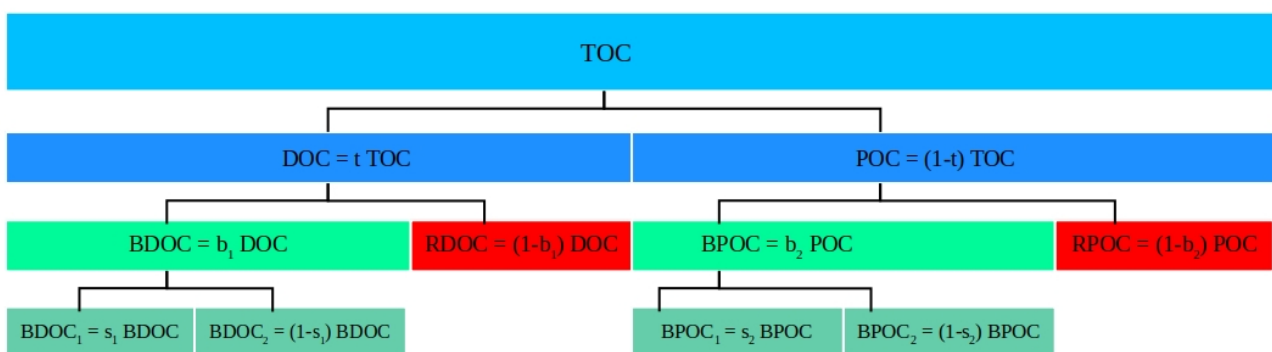 TOC
DOC = t TOC
POC = (1-t) TOC
BDOC = b₁ DOC
RDOC = (1-b₁) DOC
BPOC = b₂ POC
RPOC = (1-b₂) POC
BDOC₁ = s₁ BDOC
BDOC₂ = (1-s₁) BDOC
BPOC₁ = s₂ BPOC
BPOC₂ = (1-s₂) BPOC